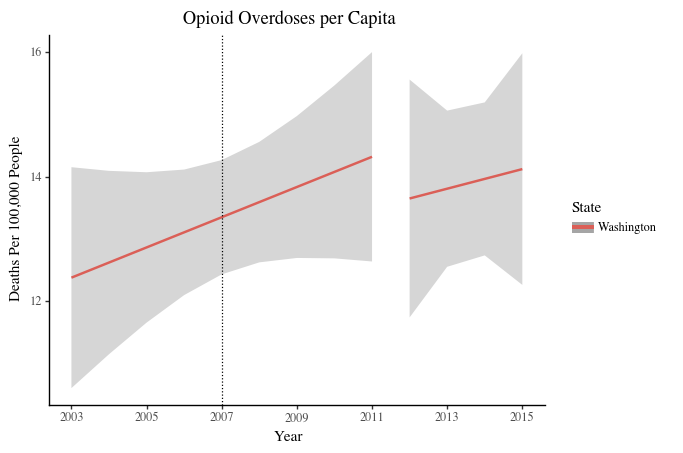 Opioid Overdoses per Capita
16
14
12
Deaths Per 100,000 People
2003 2005 2007 2009 2011 2013 2015
Year
State
Washington